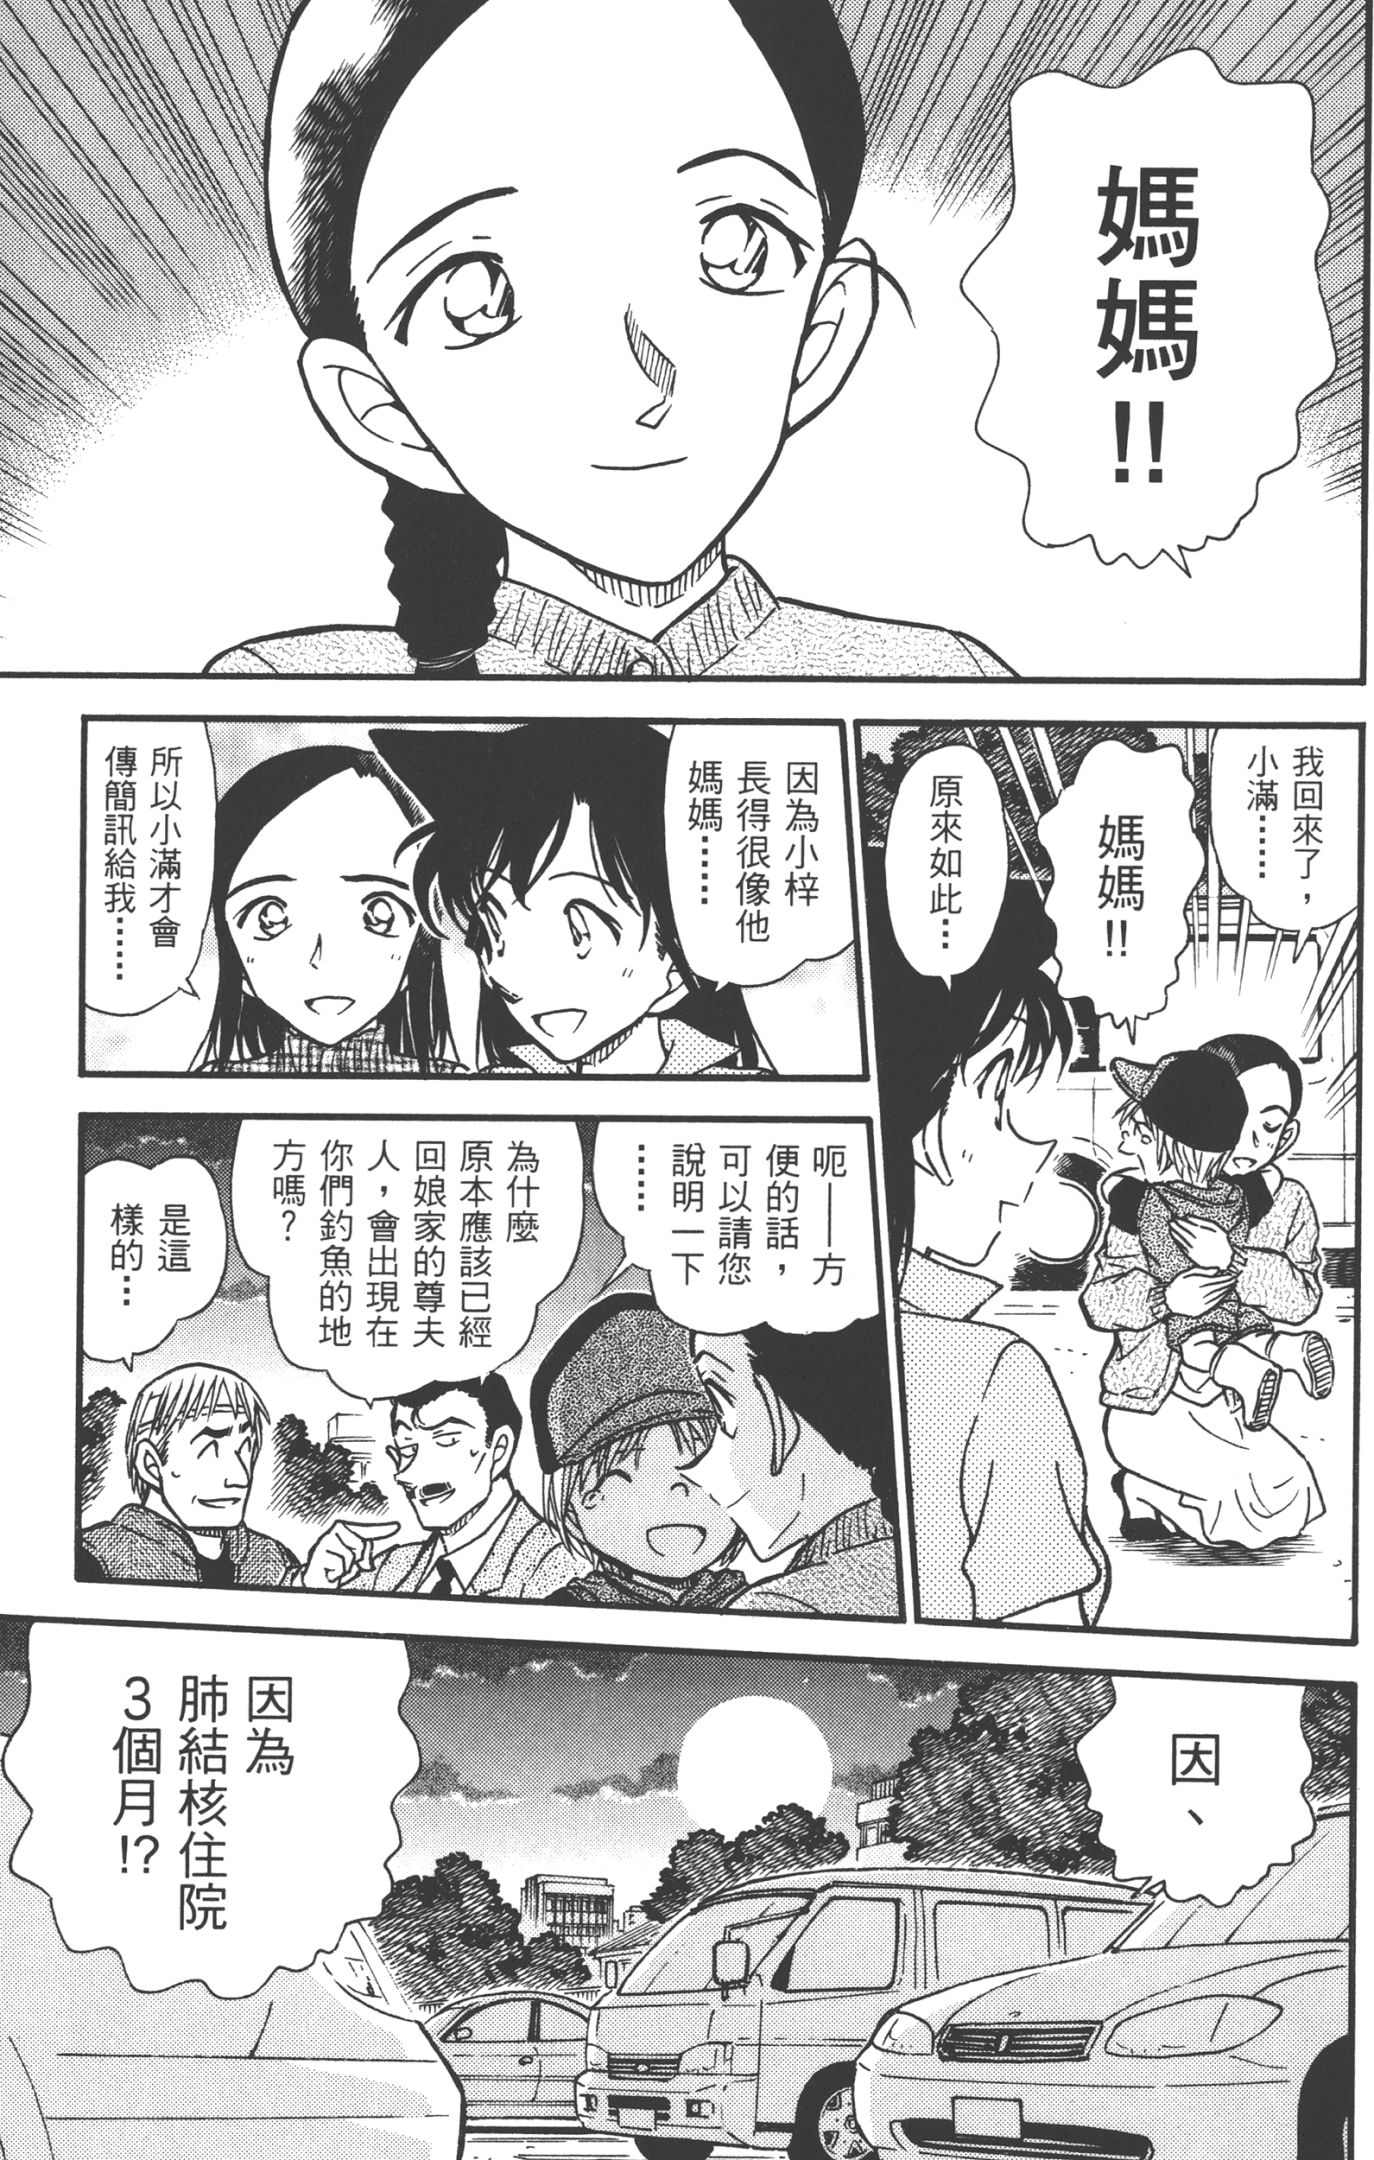 媽媽!!
我回來了，
小滿……
媽媽!!
原來如此…
因為小梓
長得很像他
媽媽……
所以小滿才會
傳簡訊給我……
呃──方
便的話，
可以請您
說明一下
……
為什麼
原本應該已經
回娘家的尊夫
人，會出現在
你們釣魚的地
方嗎？
是這
樣的…
因、
因為
肺結核住院
3個月!?